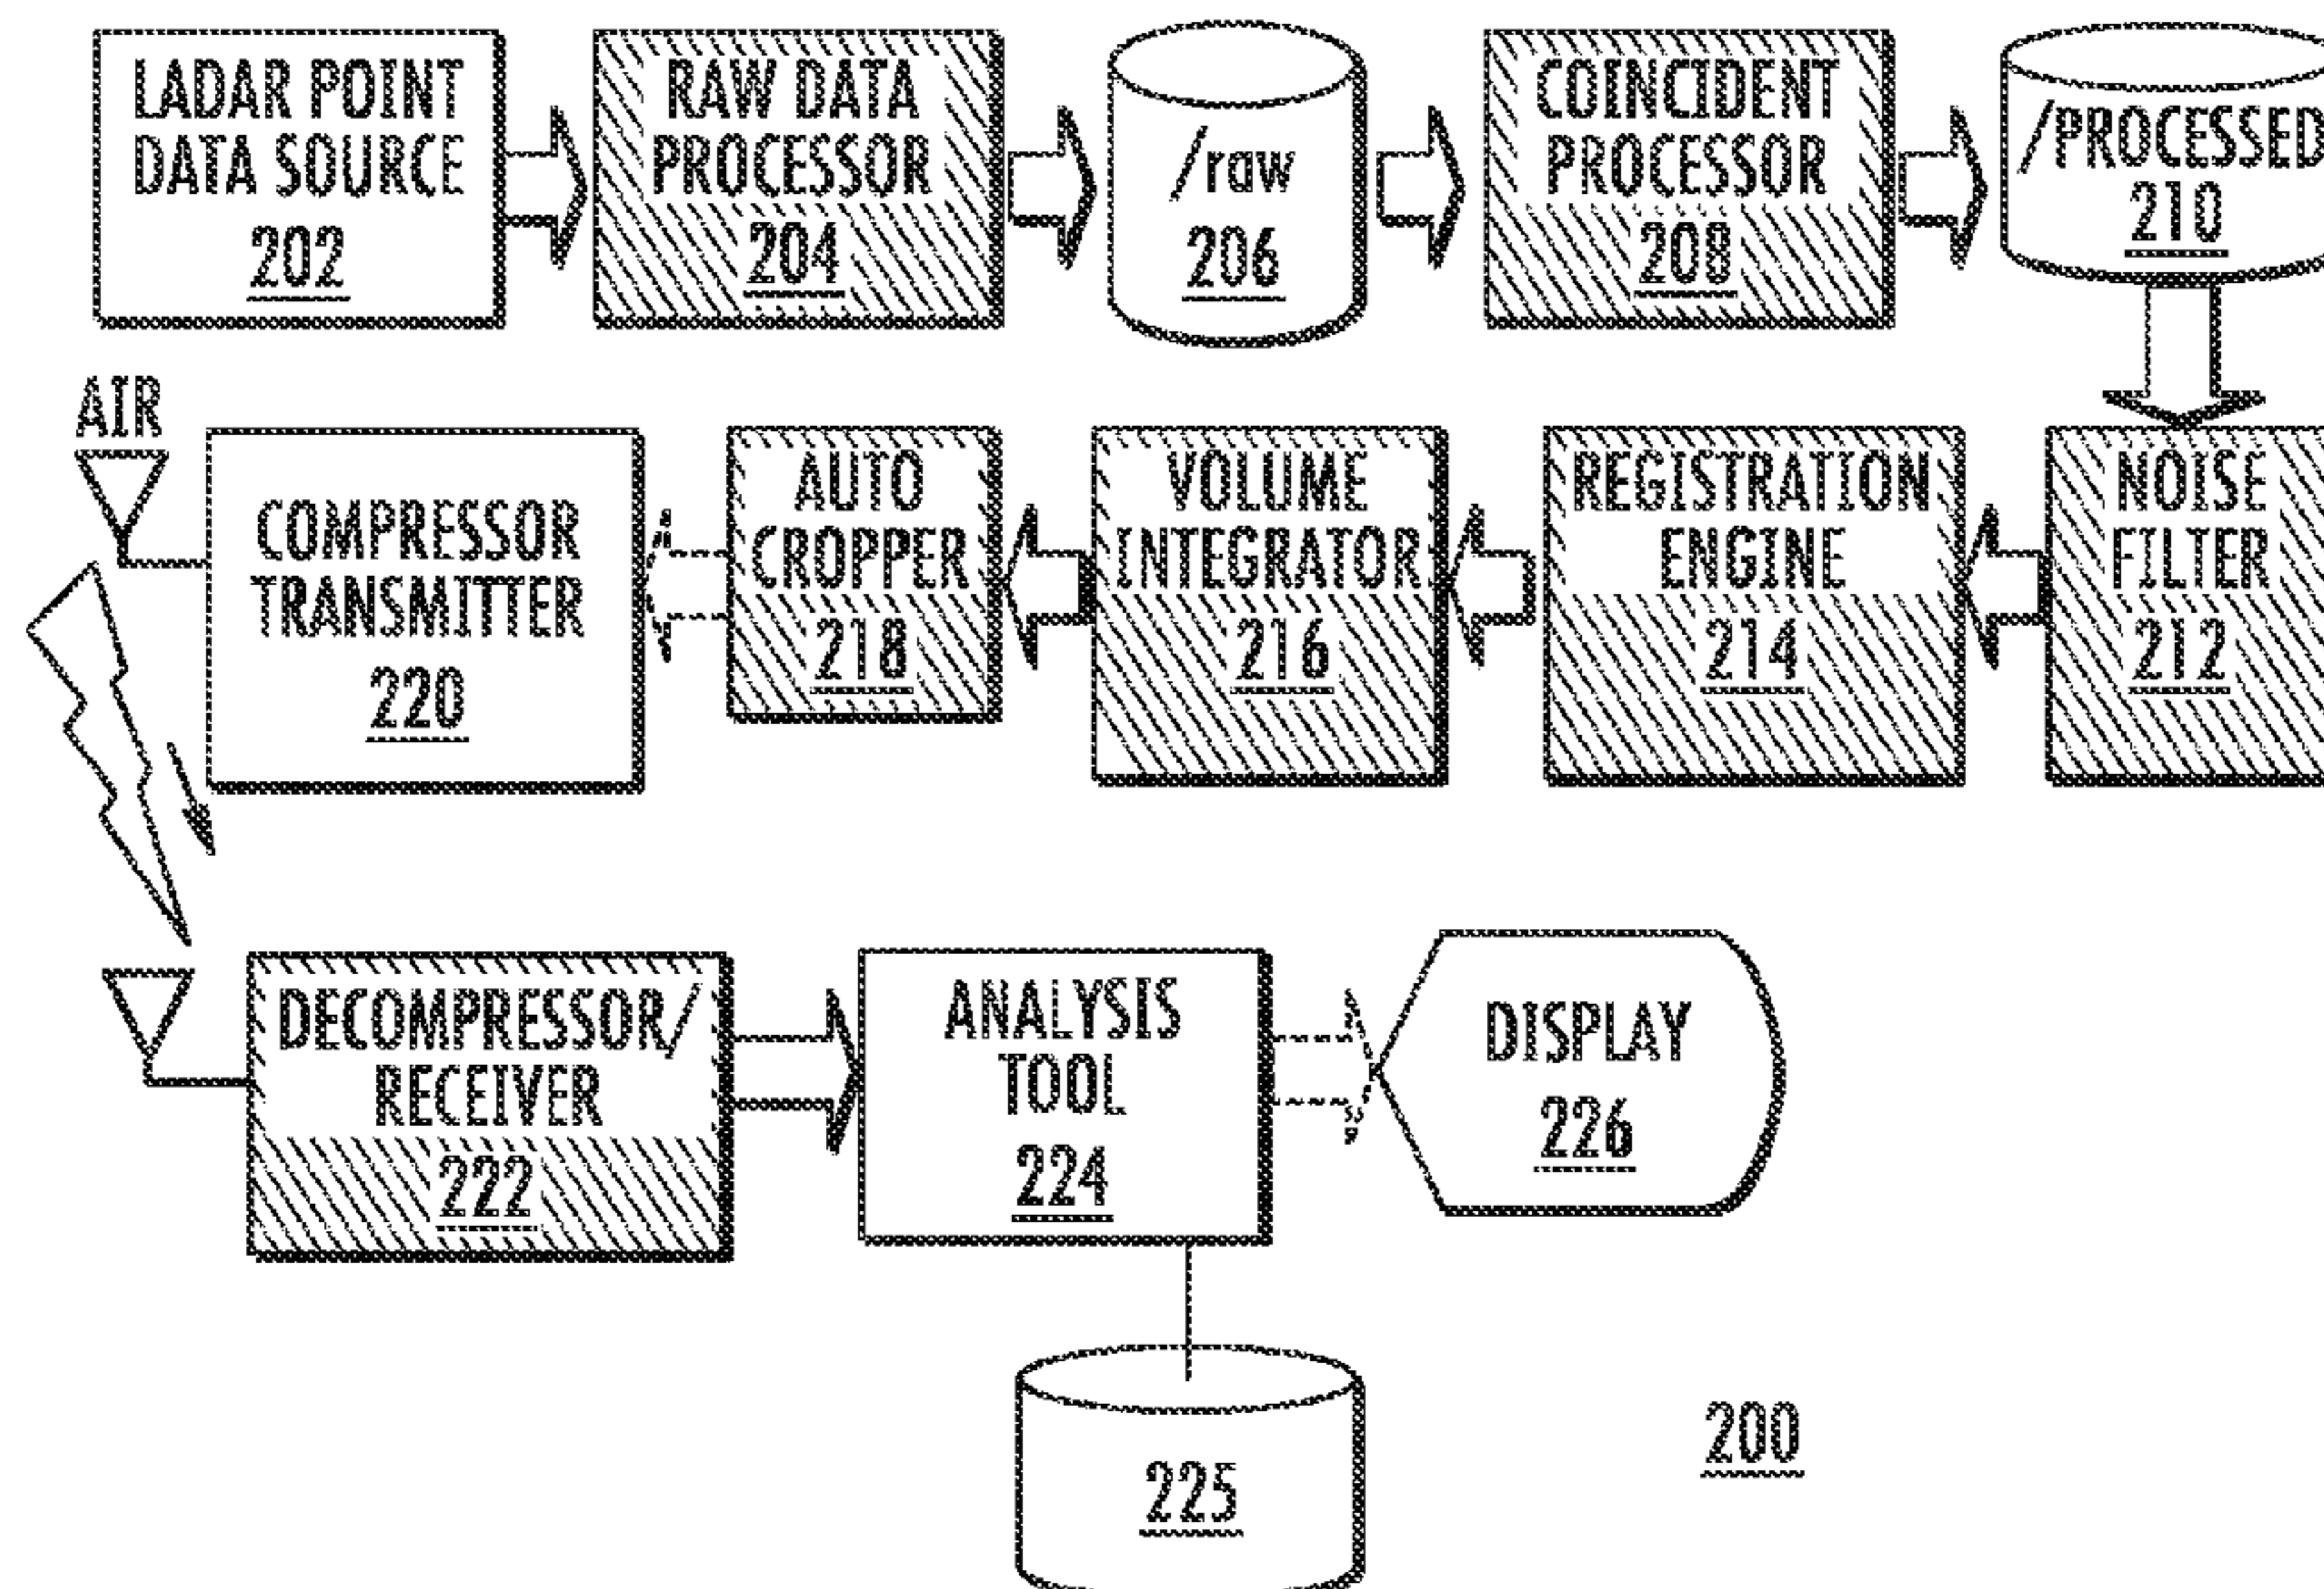 LADAR POINT
DATA SOURCE
202
RAW DATA
PROCESSOR
204
/raw
206
COINCIDENT
PROCESSOR
208
/PROCESSED
210
AIR
COMPRESSOR
TRANSMITTER
220
AUTO
CROPPER
218
VOLUME
INTEGRATOR
216
REGISTRATION
ENGINE
214
NOISE
FILTER
212
DECOMPRESSOR/
RECEIVER
222
ANALYSIS
TOOL
224
DISPLAY
226
225
200